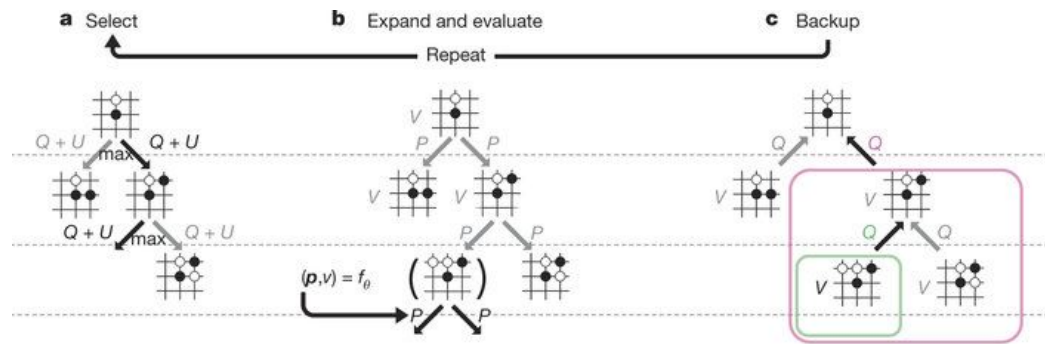 a Select
b Expand and evaluate
c Backup
Repeat
Q + U max Q + U
Q + U max Q + U
V
P P
V V
P P
(p,v) = fθ
P P
Q Q
V V
Q Q
V V